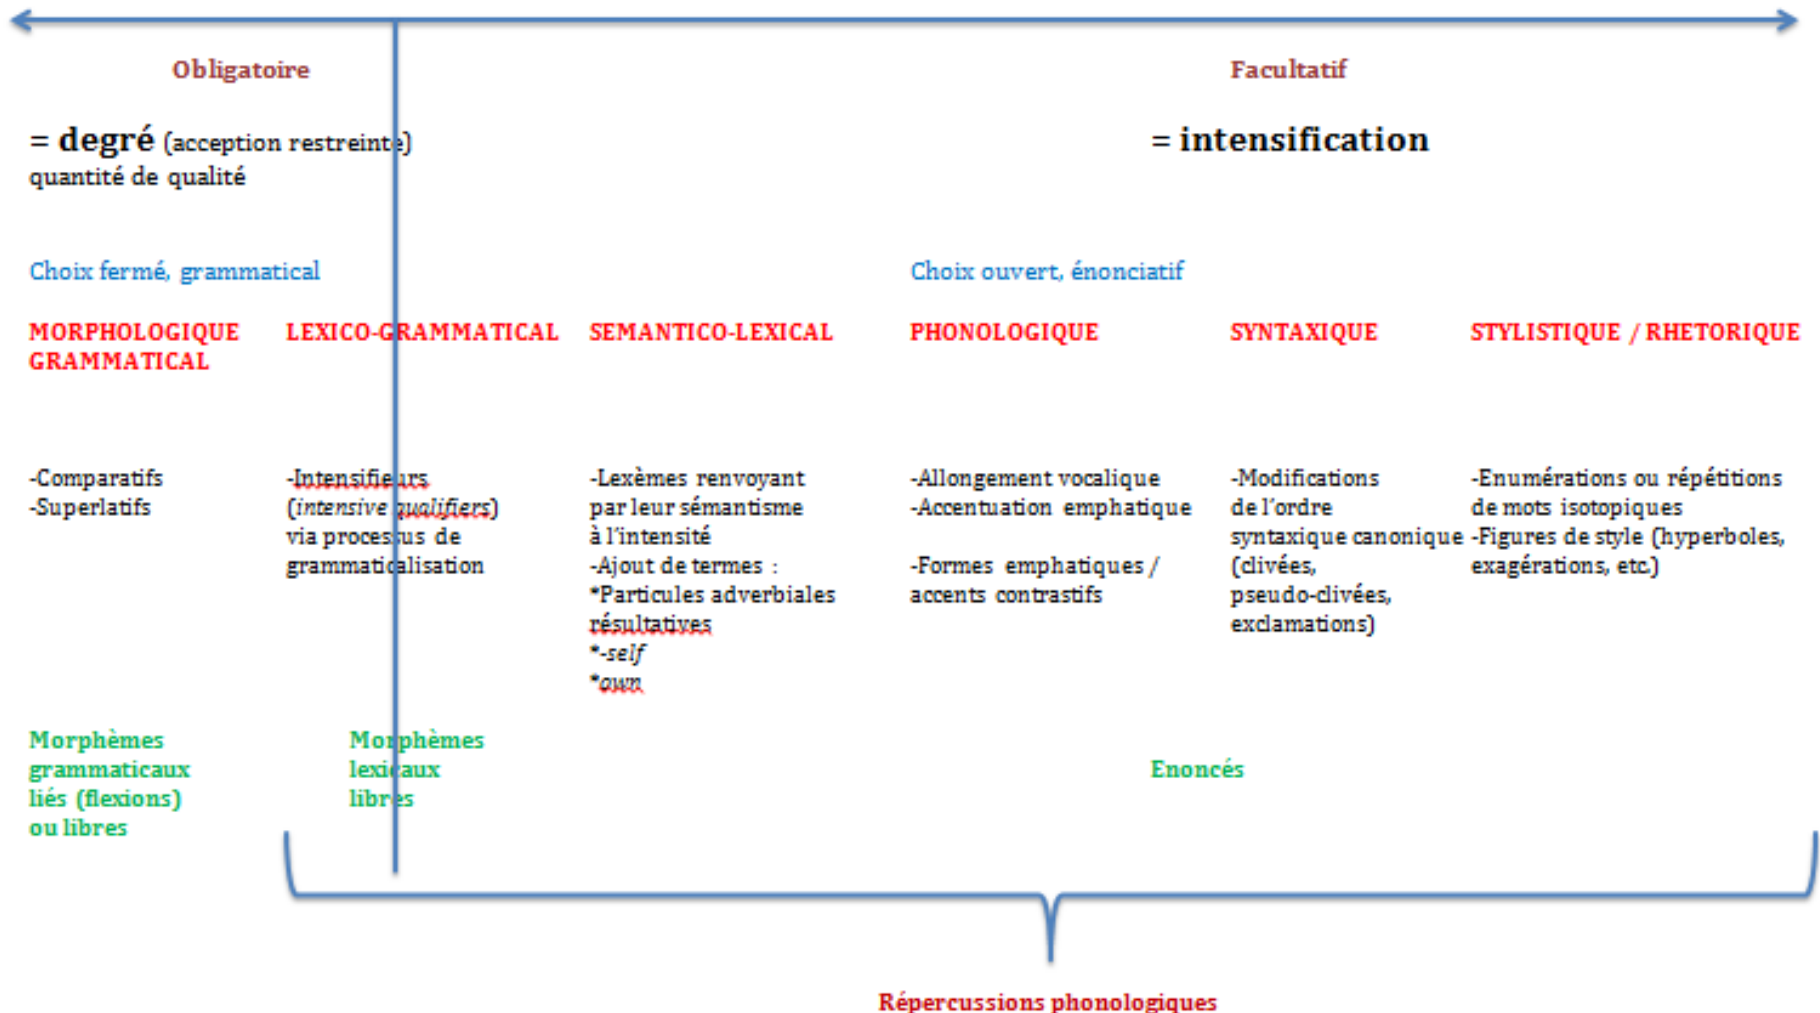 Obligatoire
Facultatif
= degré (acception restreinte)
quantité de qualité
= intensification
Choix fermé, grammatical
Choix ouvert, énonciatif
MORPHOLOGIQUE
GRAMMATICAL
LEXICO-GRAMMATICAL
SEMANTICO-LEXICAL
PHONOLOGIQUE
SYNTAXIQUE
STYLISTIQUE / RHETORIQUE
-Comparatifs
-Superlatifs
-Intensifieurs
(intensive qualifiers)
via processus de
grammaticalisation
-Lexèmes renvoyant
par leur sémantisme
à l'intensité
-Ajout de termes :
*Particules adverbiales
résultatives
*-self
*own
-Allongement vocalique
-Accentuation emphatique
-Formes emphatiques /
accents contrastifs
-Modifications
de l'ordre
syntaxique canonique
(clivées,
pseudo-clivées,
exclamations)
-Enumérations ou répétitions
de mots isotopiques
-Figures de style (hyperboles,
exagérations, etc.)
Morphèmes
grammaticaux
liés (flexions)
ou libres
Morphèmes
lexicaux
libres
Enoncés
Répercussions phonologiques